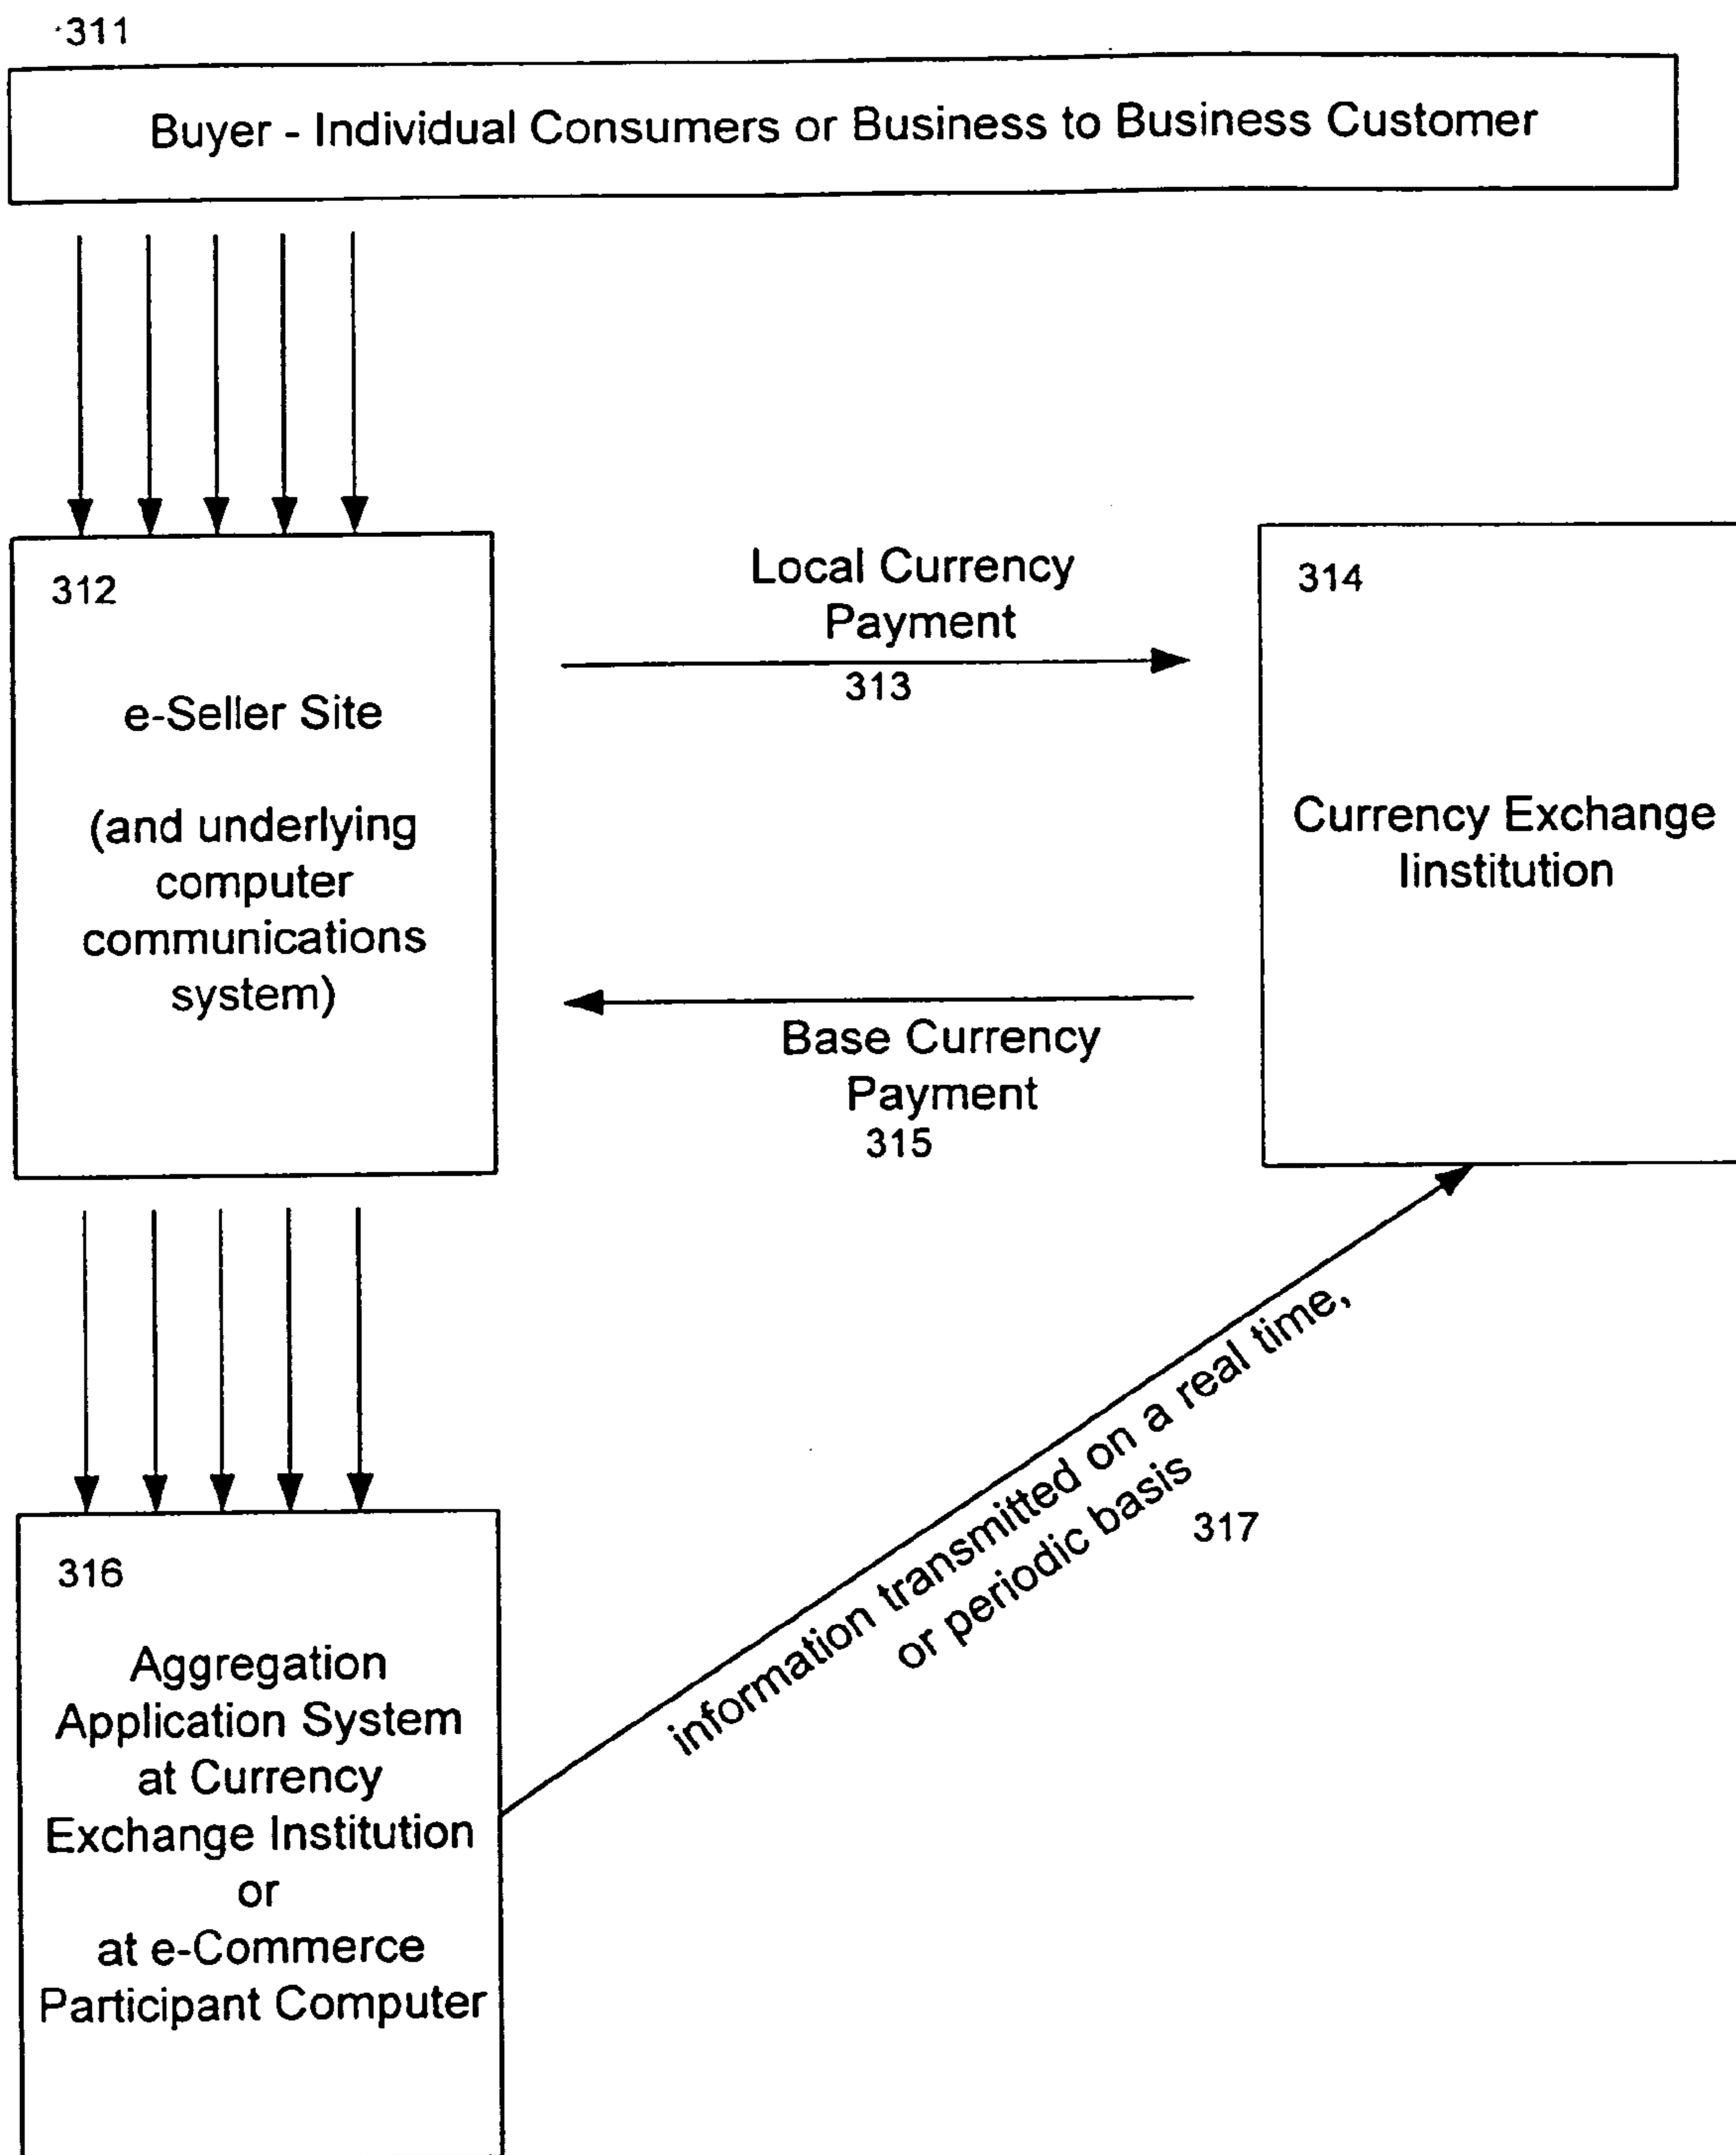 311
Buyer - Individual Consumers or Business to Business Customer
312
e-Seller Site
(and underlying
computer
communications
system)
Local Currency
Payment
313
314
Currency Exchange
Iinstitution
Base Currency
Payment
315
316
Aggregation
Application System
at Currency
Exchange Institution
or
at e-Commerce
Participant Computer
information transmitted on a real time,
or periodic basis
317